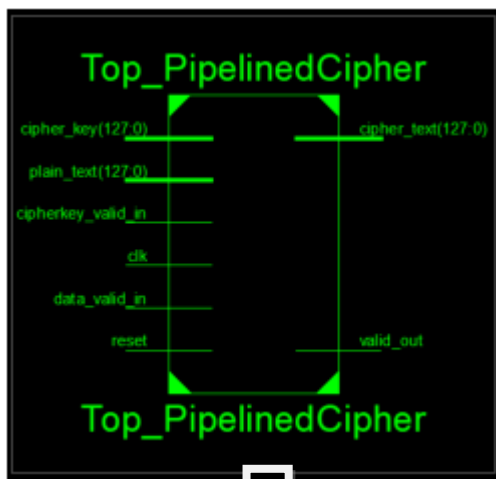 Top_PipelinedCipher
cipher_key(127:0)
cipher_text(127:0)
plain_text(127:0)
cipherkey_valid_in
clk
data_valid_in
reset
valid_out
Top_PipelinedCipher